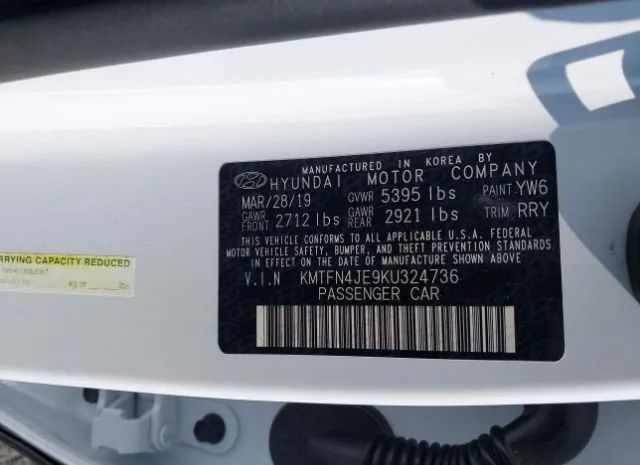 MANUFACTURED IN KOREA BY
HYUNDAI MOTOR COMPANY
MAR/28/19 GVWR 5395 lbs PAINT YW6
GAWR FRONT 2712 lbs GAWR REAR 2921 lbs TRIM RRY
THIS VEHICLE CONFORMS TO ALL APPLICABLE U.S.A. FEDERAL
MOTOR VEHICLE SAFETY, BUMPER, AND THEFT PREVENTION STANDARDS
IN EFFECT ON THE DATE OF MANUFACTURE SHOWN ABOVE
V.I.N KMTFN4JE9KU324736
PASSENGER CAR
CARRYING CAPACITY REDUCED
have
by kg or lbs